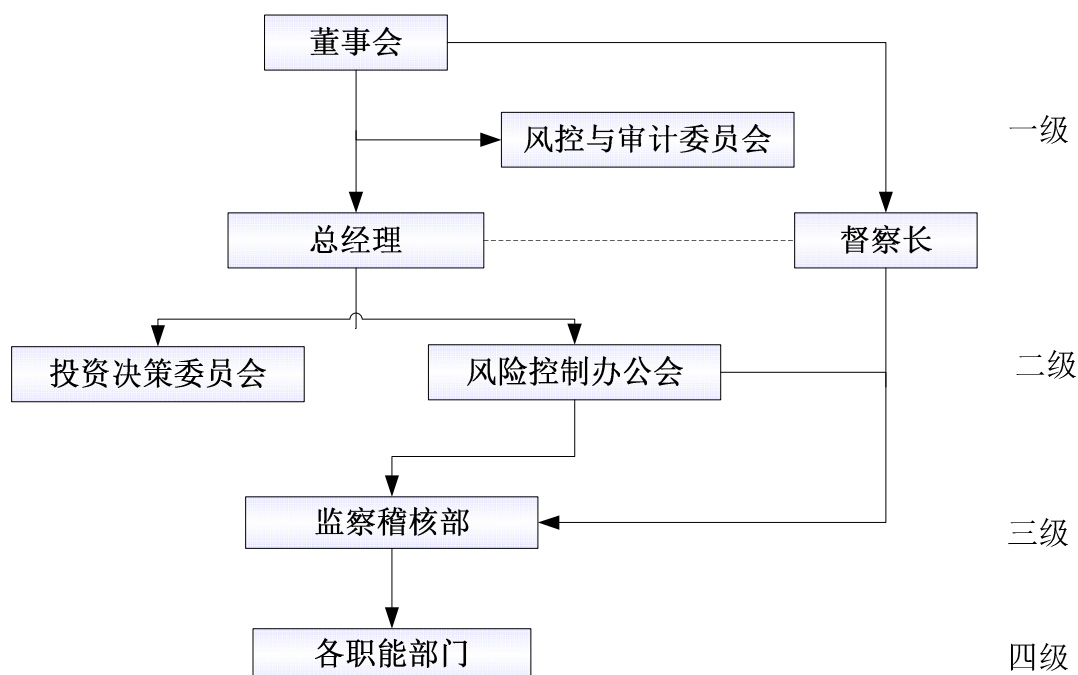 董事会
风控与审计委员会
一级
总经理
督察长
投资决策委员会
风险控制办公会
二级
监察稽核部
三级
各职能部门
四级